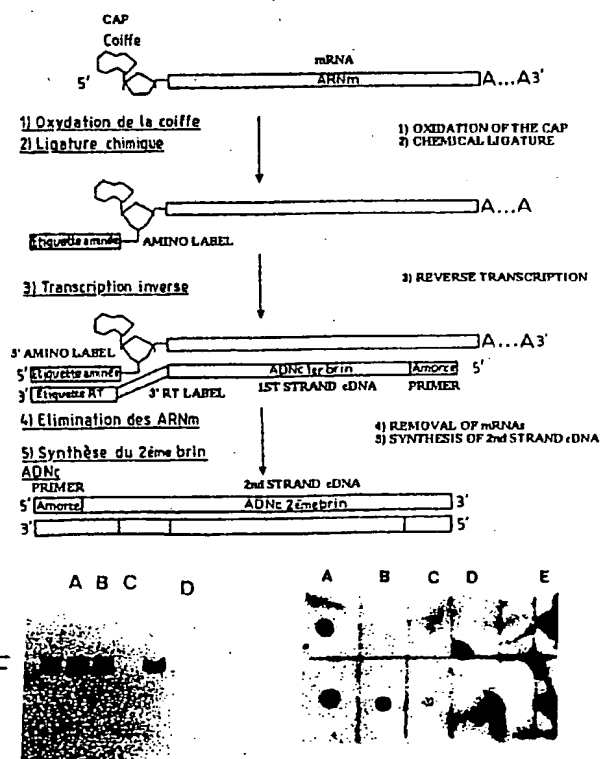 CAP
Coiffe
mRNA
5' ARNm A...A3'
1) Oxydation de la coiffe
2) Ligature chimique
1) OXIDATION OF THE CAP
2) CHEMICAL LIGATURE
A...A
Etiquette aminée AMINO LABEL
3) Transcription inverse
3) REVERSE TRANSCRIPTION
A...A 3'
5' AMINO LABEL
5' Etiquette aminée ADNc 1er brin Amorce 5'
3' Etiquette RT 3' RT LABEL 1ST STRAND cDNA PRIMER
4) Elimination des ARNm
4) REMOVAL OF mRNAs
5) SYNTHESIS OF 2nd STRAND cDNA
5) Synthèse du 2ème brin
ADNc
PRIMER 2nd STRAND cDNA
5' Amorce ADNc 2èmebrin 3'
3' 5'
A B C D
A B C D E